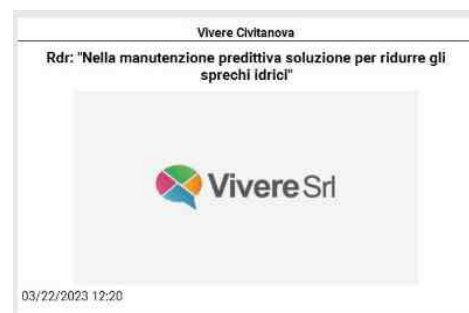 Vivere Civitanova
Rdr: "Nella manutenzione predittiva soluzione per ridurre gli
sprechi idrici"
Vivere Srl
03/22/2023 12:20